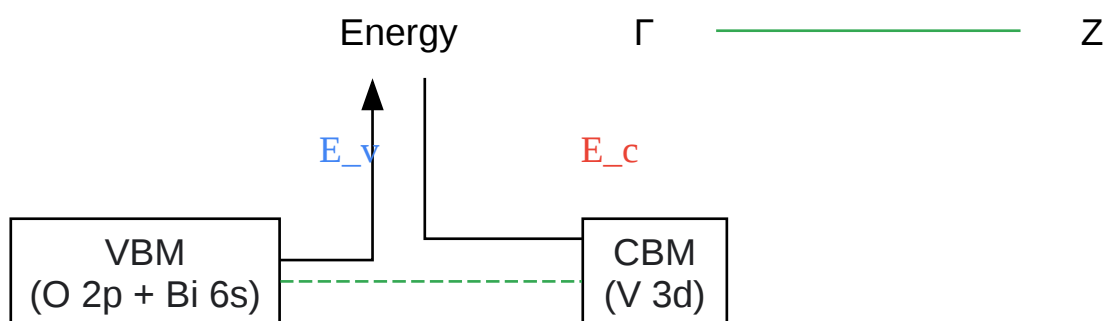 Energy
Γ
Z
E_v
E_c
VBM
(O 2p + Bi 6s)
CBM
(V 3d)